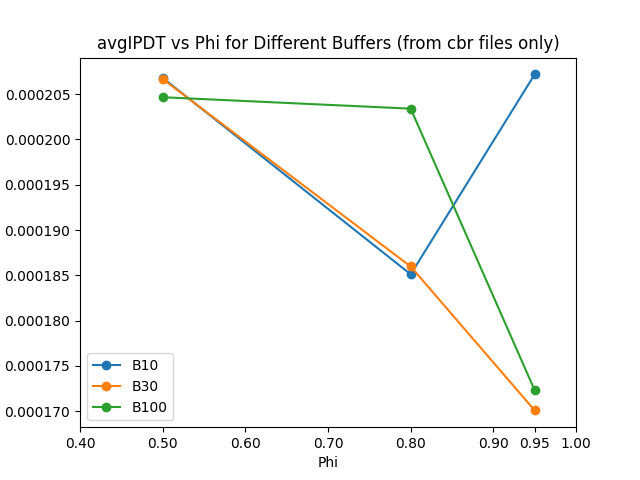 avgIPDT vs Phi for Different Buffers (from cbr files only)
0.000205
0.000200
0.000195
0.000190
0.000185
0.000180
0.000175
0.000170
B10
B30
B100
0.40 0.50 0.60 0.70 0.80 0.90 0.95 1.00
Phi